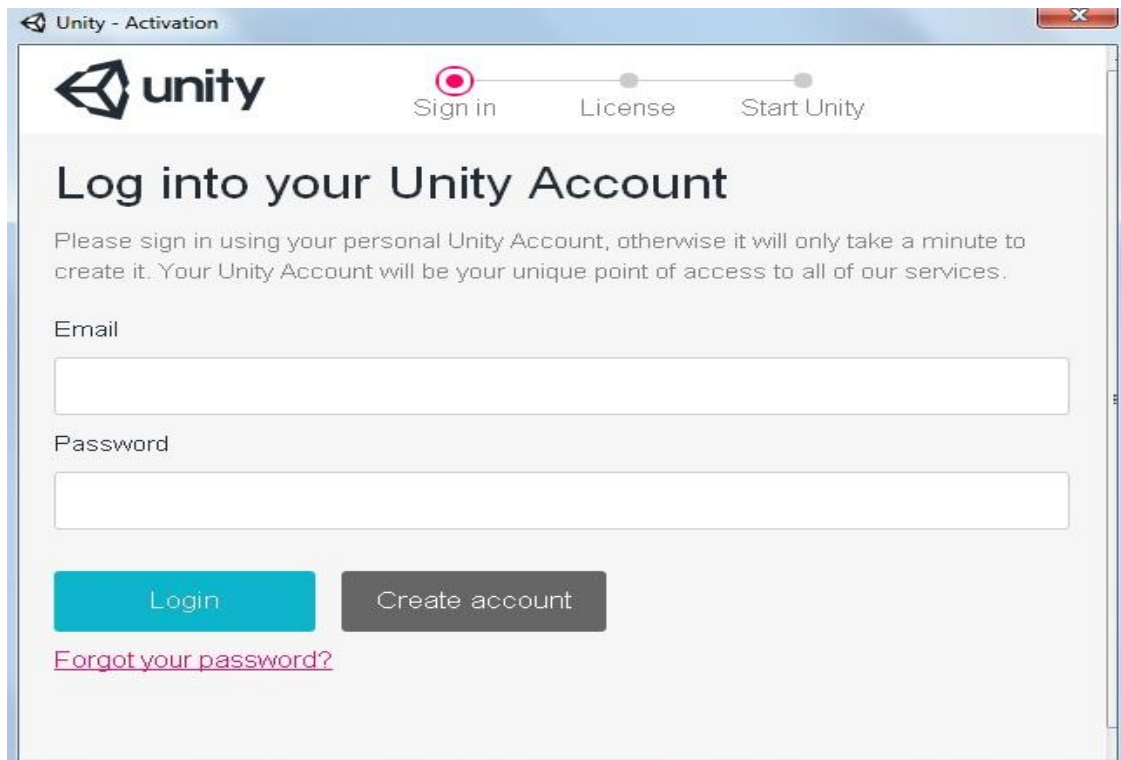 Unity - Activation
unity
Sign in License Start Unity
Log into your Unity Account
Please sign in using your personal Unity Account, otherwise it will only take a minute to
create it. Your Unity Account will be your unique point of access to all of our services.
Email
Password
Login Create account
Forgot your password?